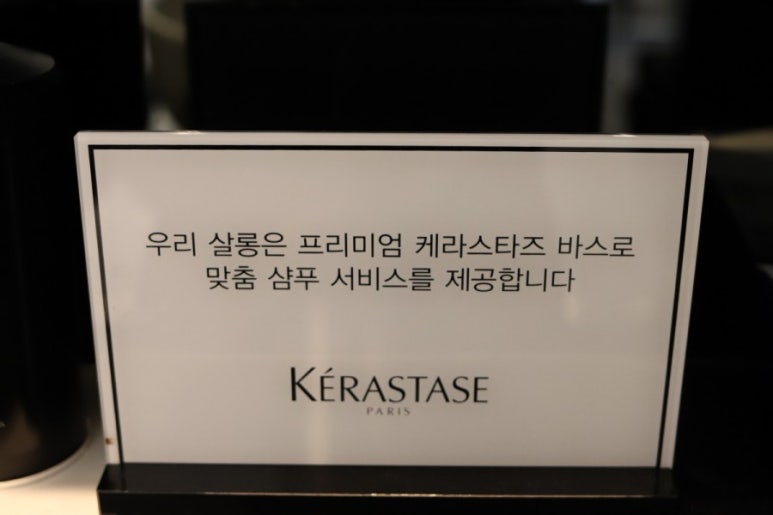 우리 살롱은 프리미엄 케라스타즈 바스로
맞춤 샴푸 서비스를 제공합니다
KÉRASTASE
PARIS